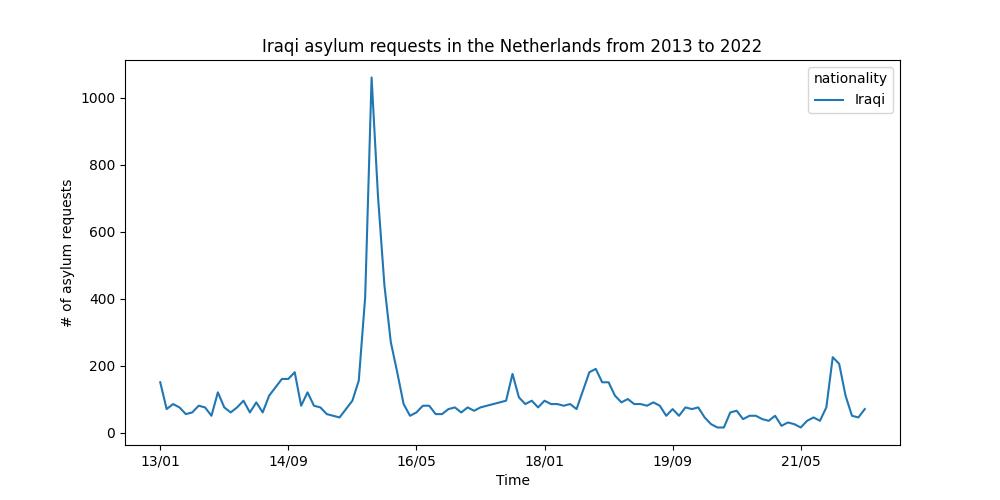 Iraqi asylum requests in the Netherlands from 2013 to 2022
nationality
Iraqi
# of asylum requests
1000
800
600
400
200
0
13/01
14/09
16/05
18/01
19/09
21/05
Time